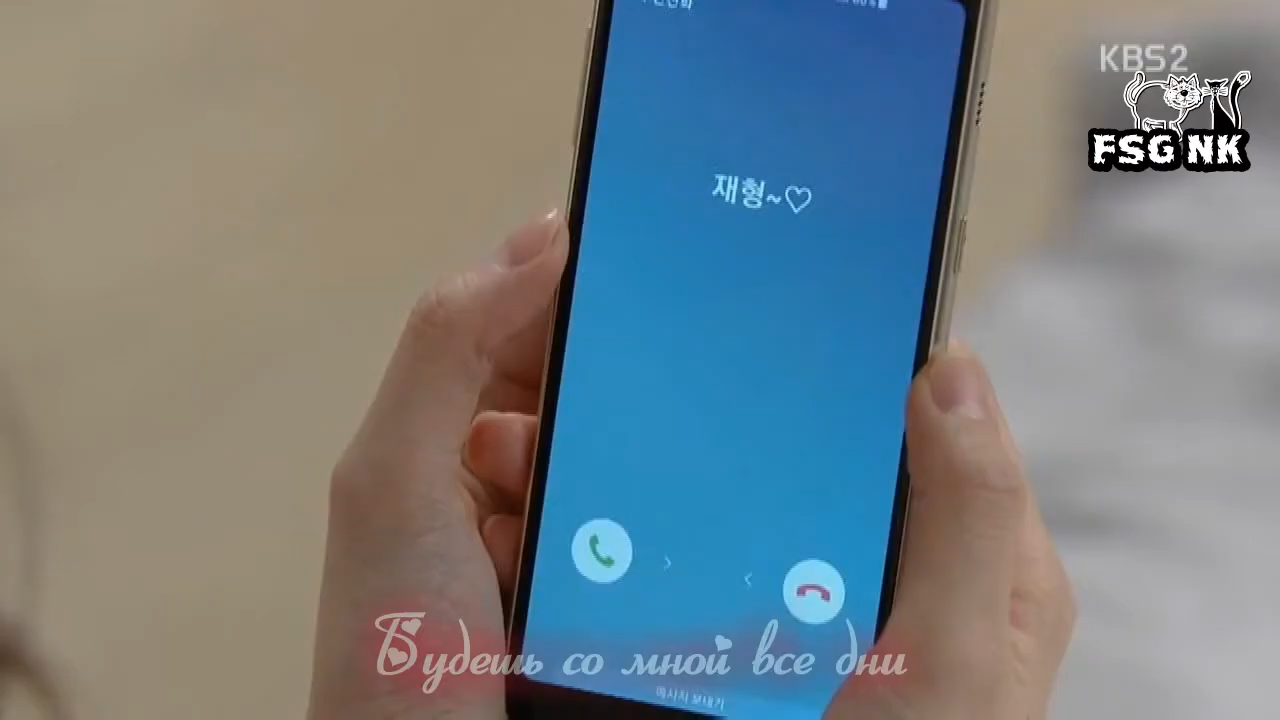 KBS2
FSG NK
재형~♡
Будешь со мной все дни
메시지 보내기